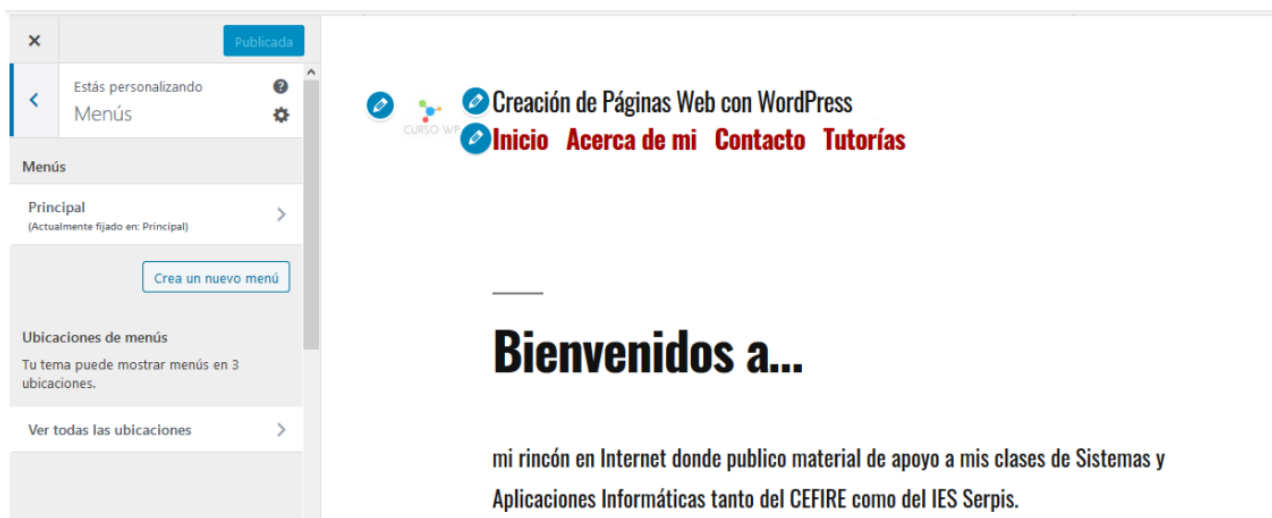 Publicada
Estás personalizando
Menús
Menús
Principal
(Actualmente fijado en: Principal)
Crea un nuevo menú
Ubicaciones de menús
Tu tema puede mostrar menús en 3
ubicaciones.
Ver todas las ubicaciones
CURSO WP
Creación de Páginas Web con WordPress
Inicio Acerca de mi Contacto Tutorías
Bienvenidos a...
mi rincón en Internet donde publico material de apoyo a mis clases de Sistemas y
Aplicaciones Informáticas tanto del CEFIRE como del IES Serpis.